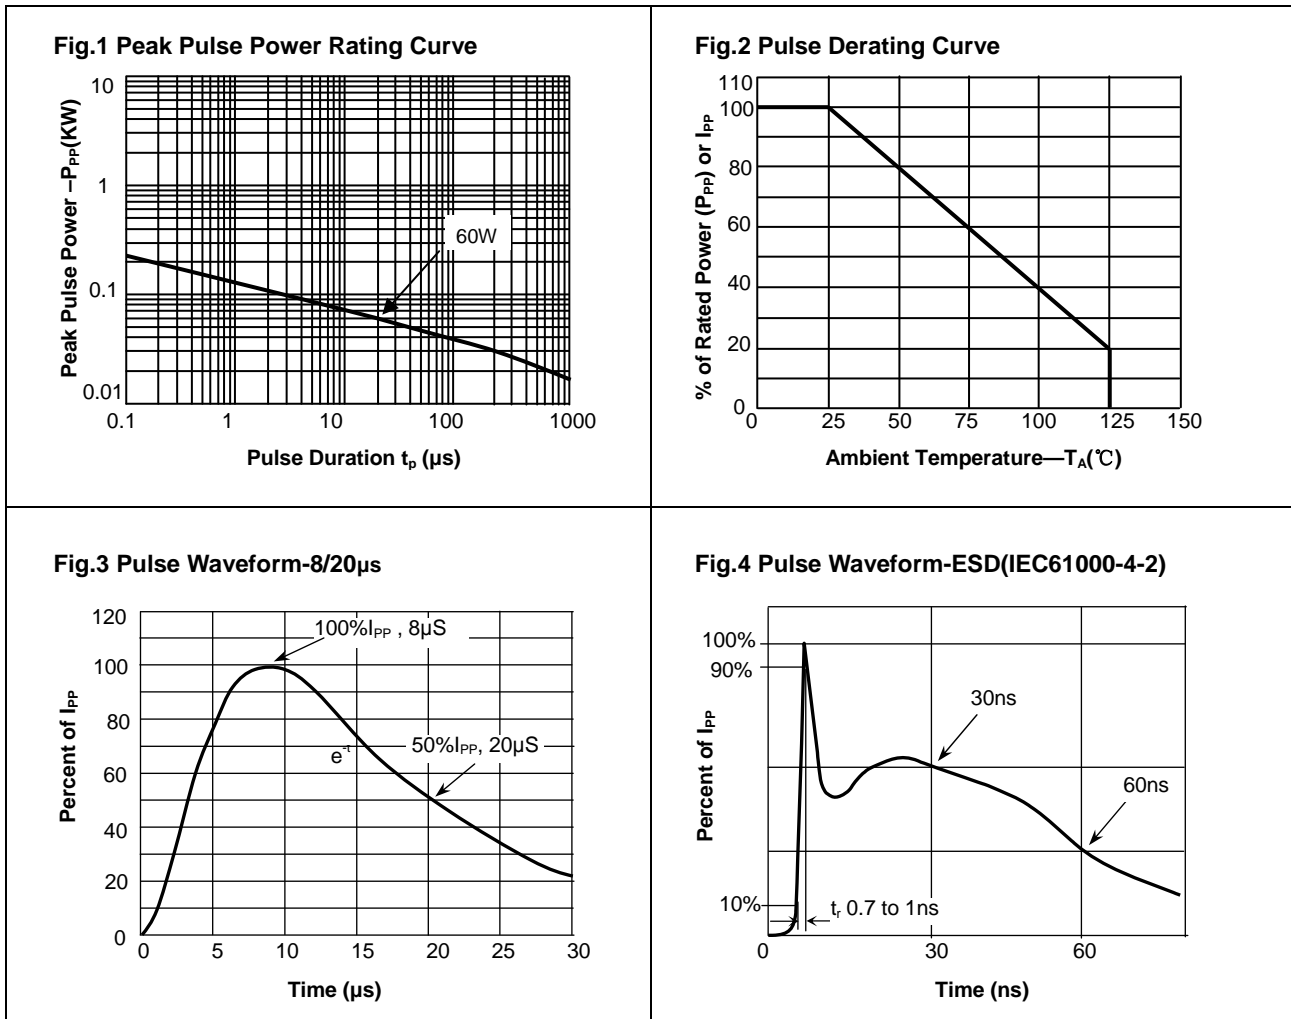 Fig.1 Peak Pulse Power Rating Curve
Peak Pulse Power –PPP(KW)
10
1
0.1
0.01
60W
0.1 1 10 100 1000
Pulse Duration tp (µs)
Fig.2 Pulse Derating Curve
% of Rated Power (PPP) or IPP
110
100
80
60
40
20
0
0 25 50 75 100 125 150
Ambient Temperature—TA(℃)
Fig.3 Pulse Waveform-8/20µs
Percent of IPP
120
100
80
60
40
20
0
100%IPP , 8µS
e-t
50%IPP, 20µS
0 5 10 15 20 25 30
Time (µs)
Fig.4 Pulse Waveform-ESD(IEC61000-4-2)
Percent of IPP
100%
90%
10%
30ns
60ns
tr 0.7 to 1ns
0 30 60
Time (ns)